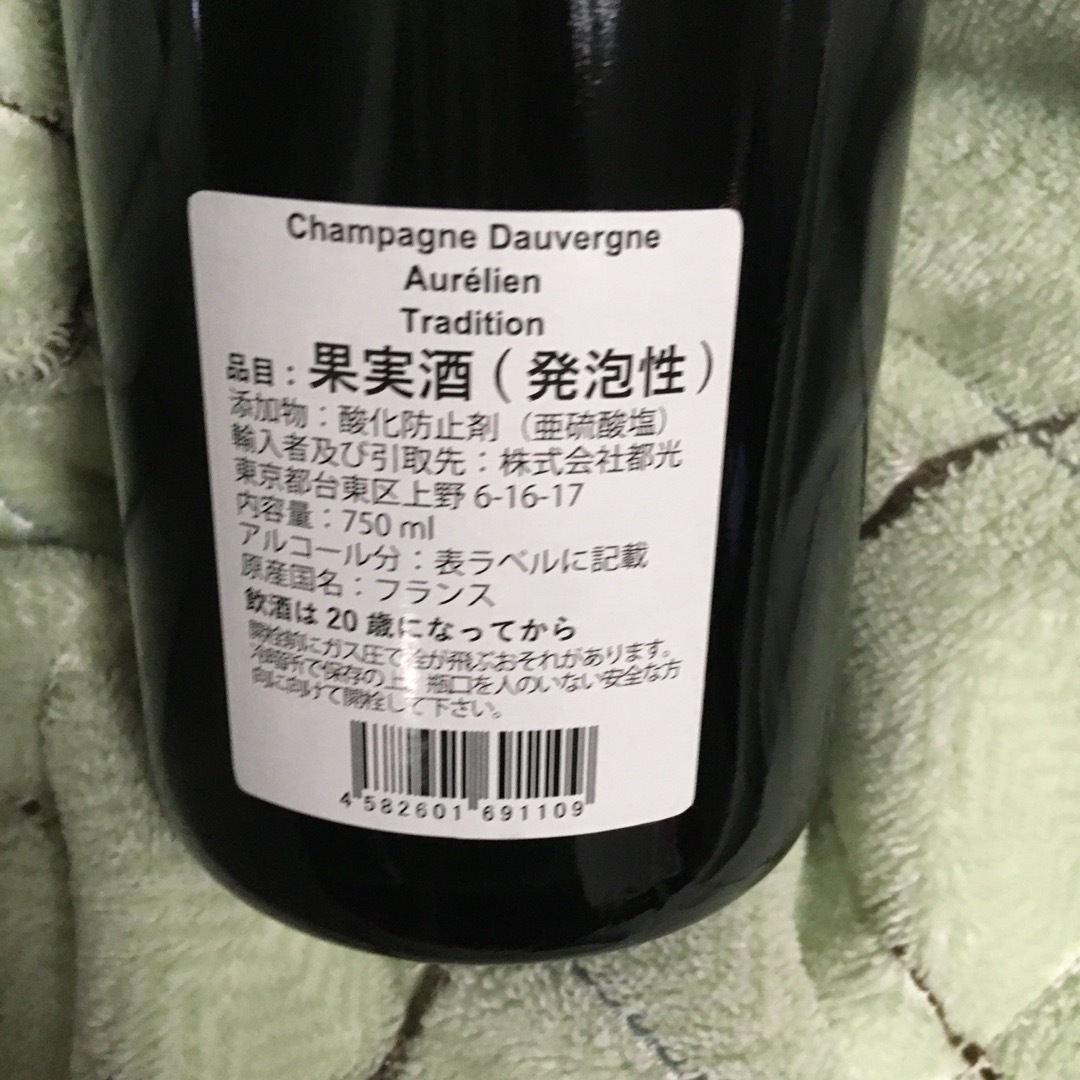 Champagne Dauvergne
Aurélien
Tradition
品目：果実酒（発泡性）
添加物：酸化防止剤（亜硫酸塩）
輸入者及び引取先：株式会社都光
東京都台東区上野 6-16-17
内容量：750 ml
アルコール分：表ラベルに記載
原産国名：フランス
飲酒は 20 歳になってから
開栓前にガス圧で栓が飛ぶおそれがあります。
冷暗所で保存の上、瓶口を人のいない安全な方
向に向けて開栓して下さい。
4 582601 691109